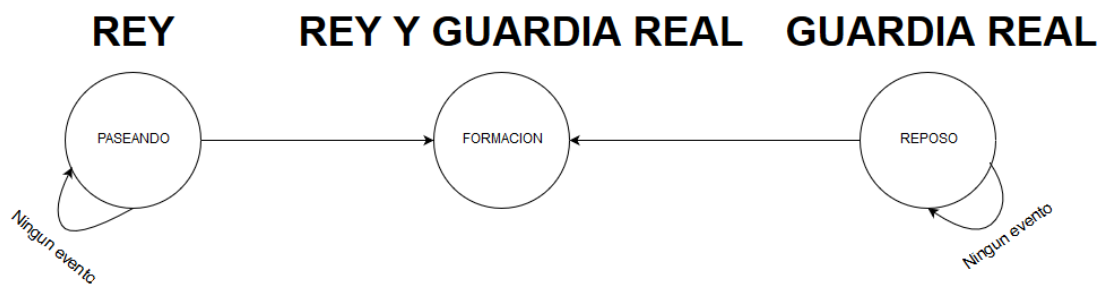 REY
REY Y GUARDIA REAL
GUARDIA REAL
PASEANDO
FORMACION
REPOSO
Ningun evento
Ningun evento